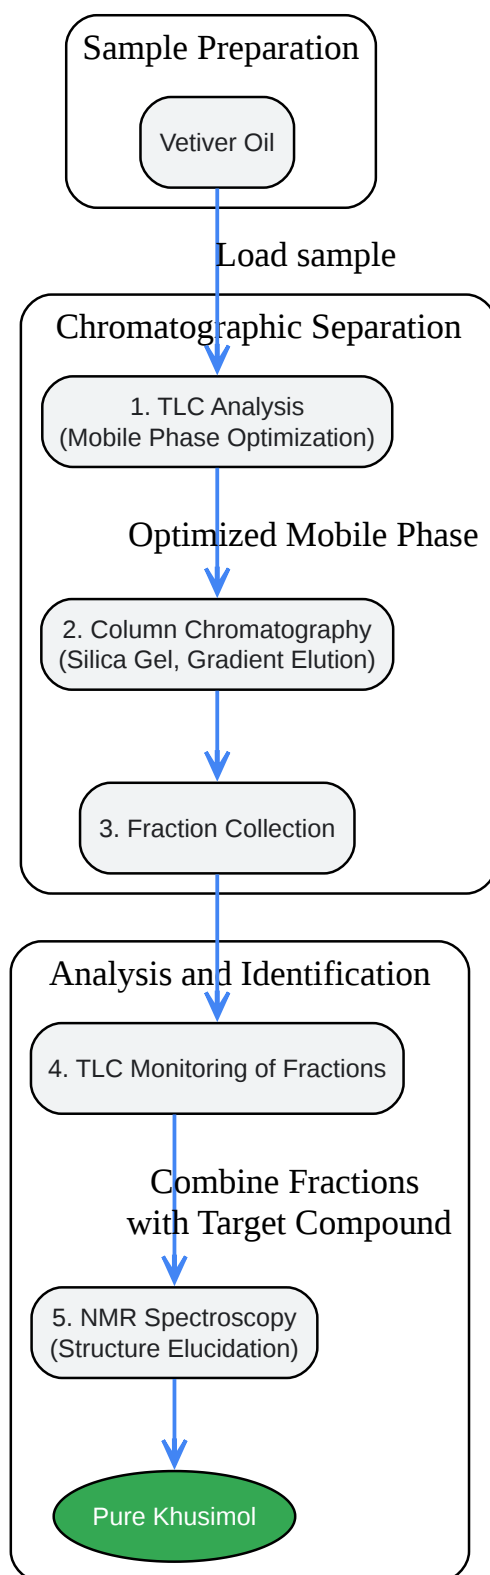 Sample Preparation
Vetiver Oil
Load sample
Chromatographic Separation
1. TLC Analysis
(Mobile Phase Optimization)
Optimized Mobile Phase
2. Column Chromatography
(Silica Gel, Gradient Elution)
3. Fraction Collection
Analysis and Identification
4. TLC Monitoring of Fractions
Combine Fractions
with Target Compound
5. NMR Spectroscopy
(Structure Elucidation)
Pure Khusimol